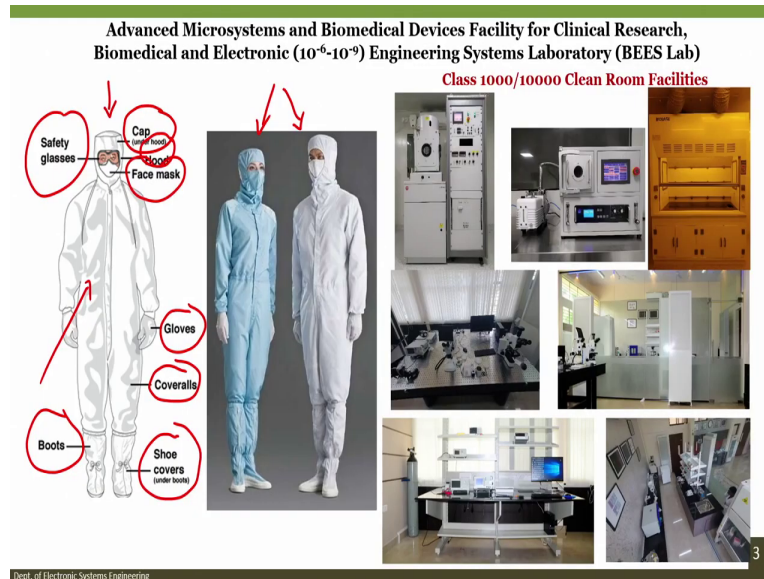 Advanced Microsystems and Biomedical Devices Facility for Clinical Research,
Biomedical and Electronic (10⁻⁶-10⁻⁹) Engineering Systems Laboratory (BEES Lab)
Class 1000/10000 Clean Room Facilities
Cap
(under hood)
Safety
glasses
Hood
Face mask
Gloves
Coveralls
Boots
Shoe
covers
(under boots)
3
Dept. of Electronic Systems Engineering